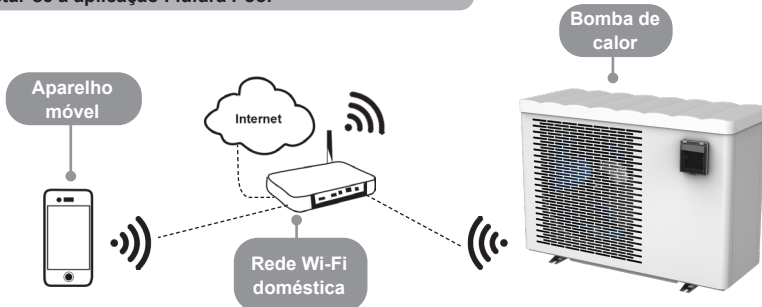 Bomba de
calor
Aparelho
móvel
Internet
Rede Wi-Fi
doméstica